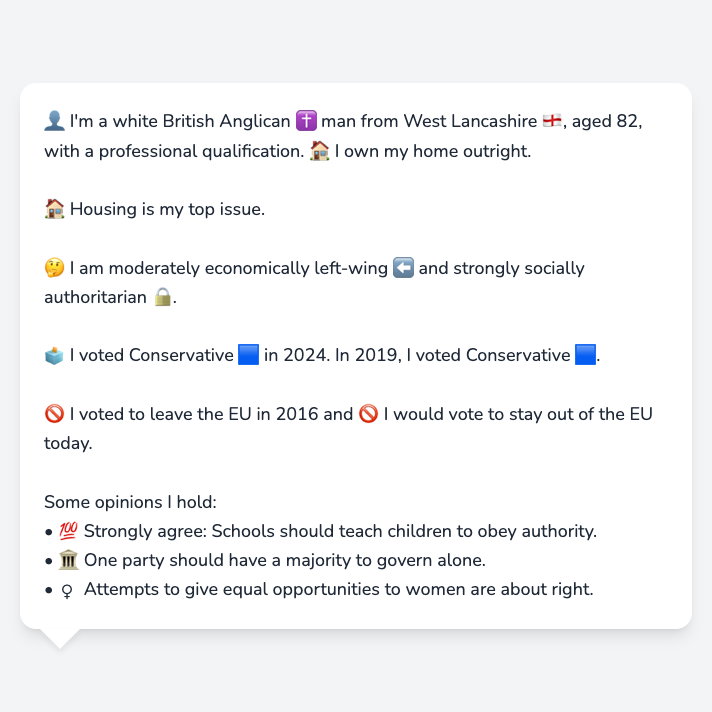 👤 I'm a white British Anglican ✝️ man from West Lancashire 🏴󠁧󠁢󠁥󠁮󠁧󠁿, aged 82,
with a professional qualification. 🏠 I own my home outright.
🏠 Housing is my top issue.
🤔 I am moderately economically left-wing ⬅️ and strongly socially
authoritarian 🔒.
🗳️ I voted Conservative 🟦 in 2024. In 2019, I voted Conservative 🟦.
🚫 I voted to leave the EU in 2016 and 🚫 I would vote to stay out of the EU
today.
Some opinions I hold:
• 💯 Strongly agree: Schools should teach children to obey authority.
• 🏛️ One party should have a majority to govern alone.
• ♀ Attempts to give equal opportunities to women are about right.